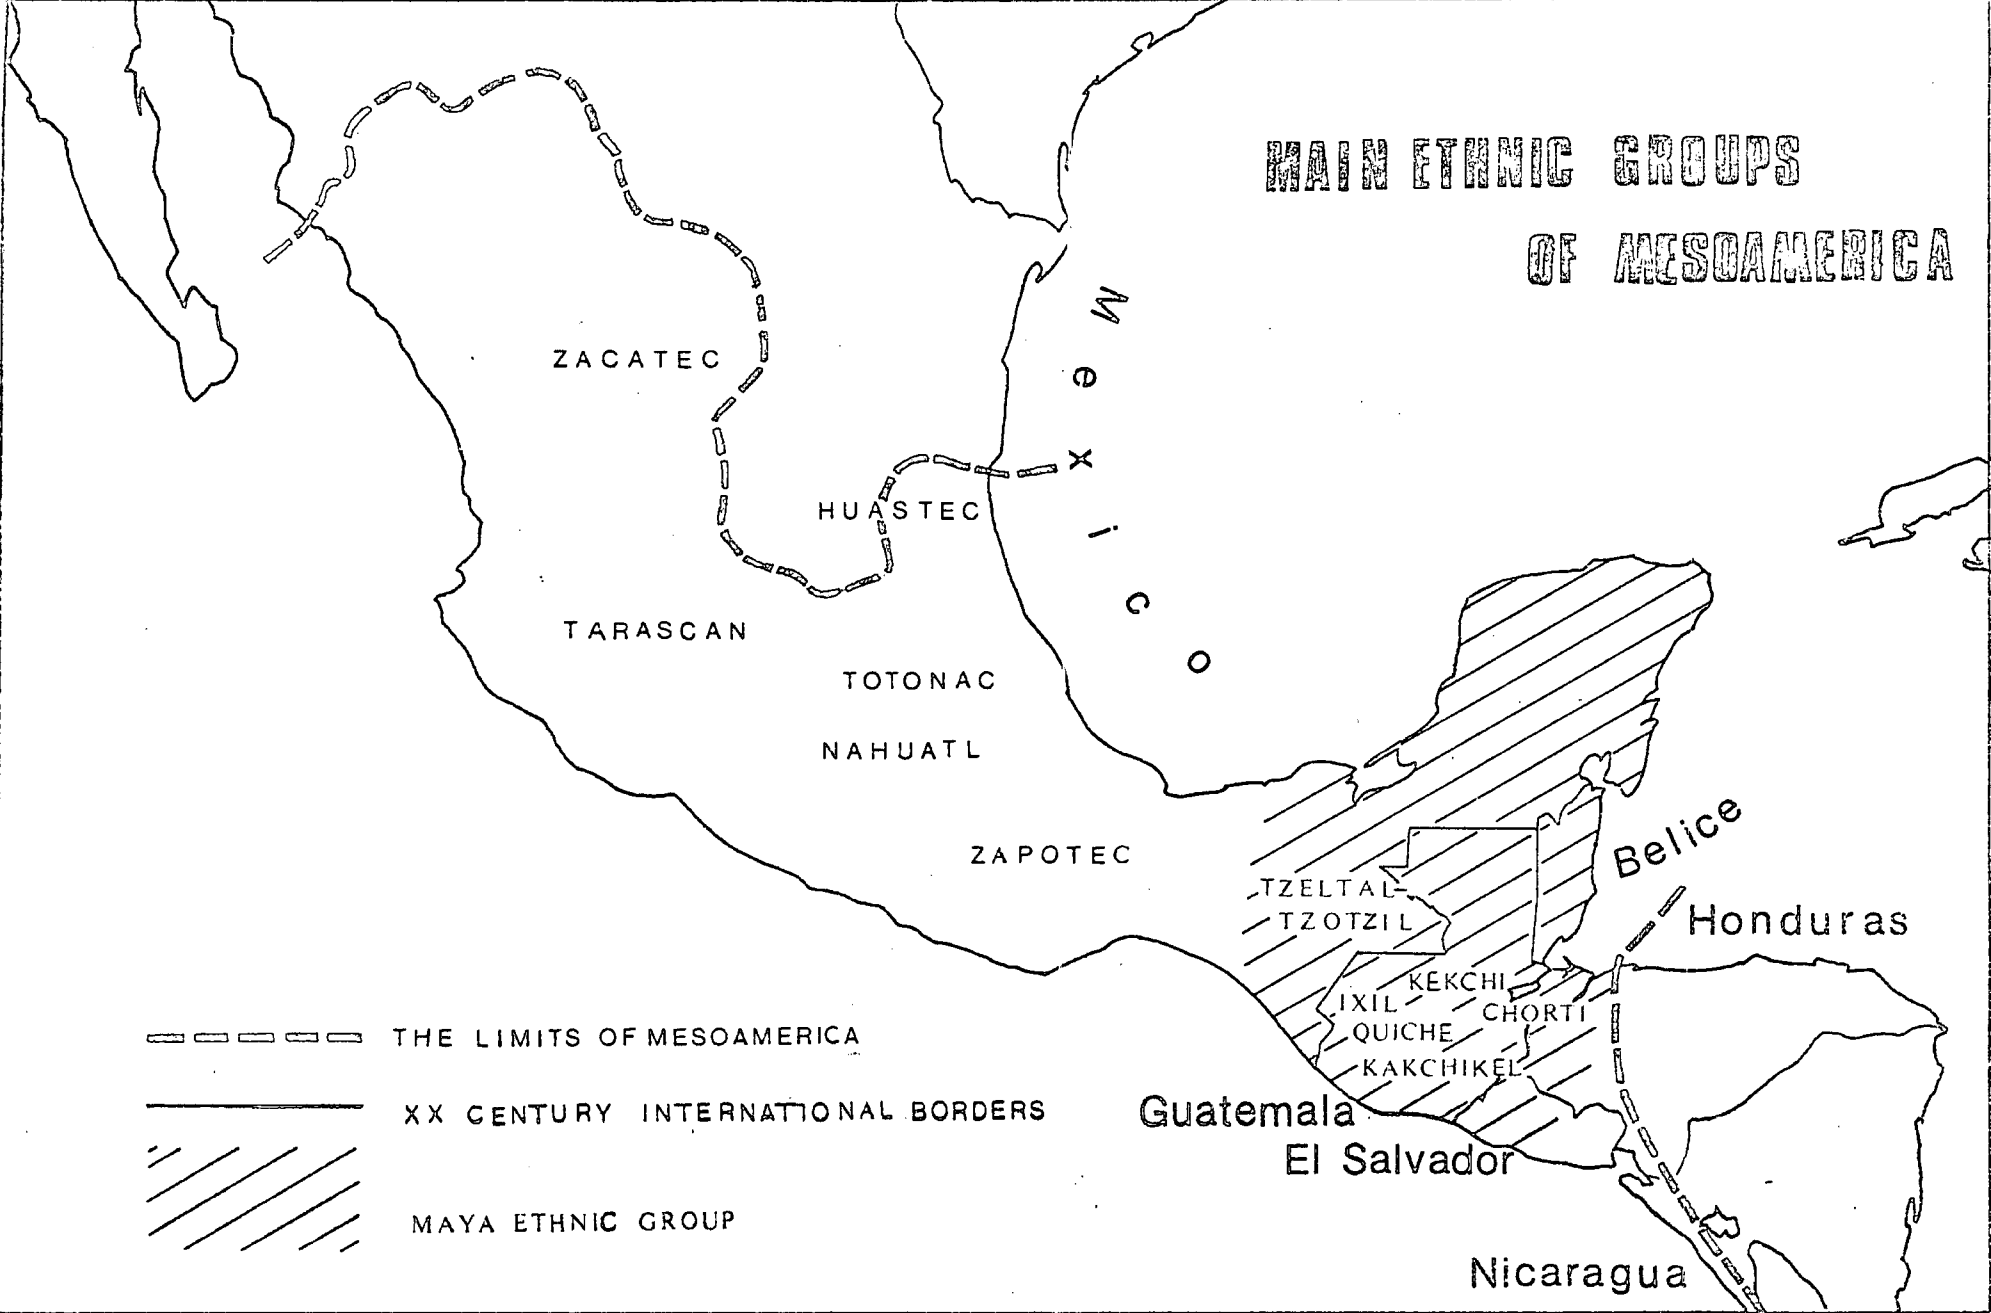 MAIN ETHNIC GROUPS
OF MESOAMERICA
Mexico
ZACATEC
HUASTEC
TARASCAN
TOTONAC
NAHUATL
ZAPOTEC
Belice
TZELTAL
Honduras
TZOTZIL
KEKCHI
IXIL
CHORTI
QUICHE
KAKCHIKEL
THE LIMITS OF MESOAMERICA
XX CENTURY INTERNATIONAL BORDERS
Guatemala
El Salvador
MAYA ETHNIC GROUP
Nicaragua